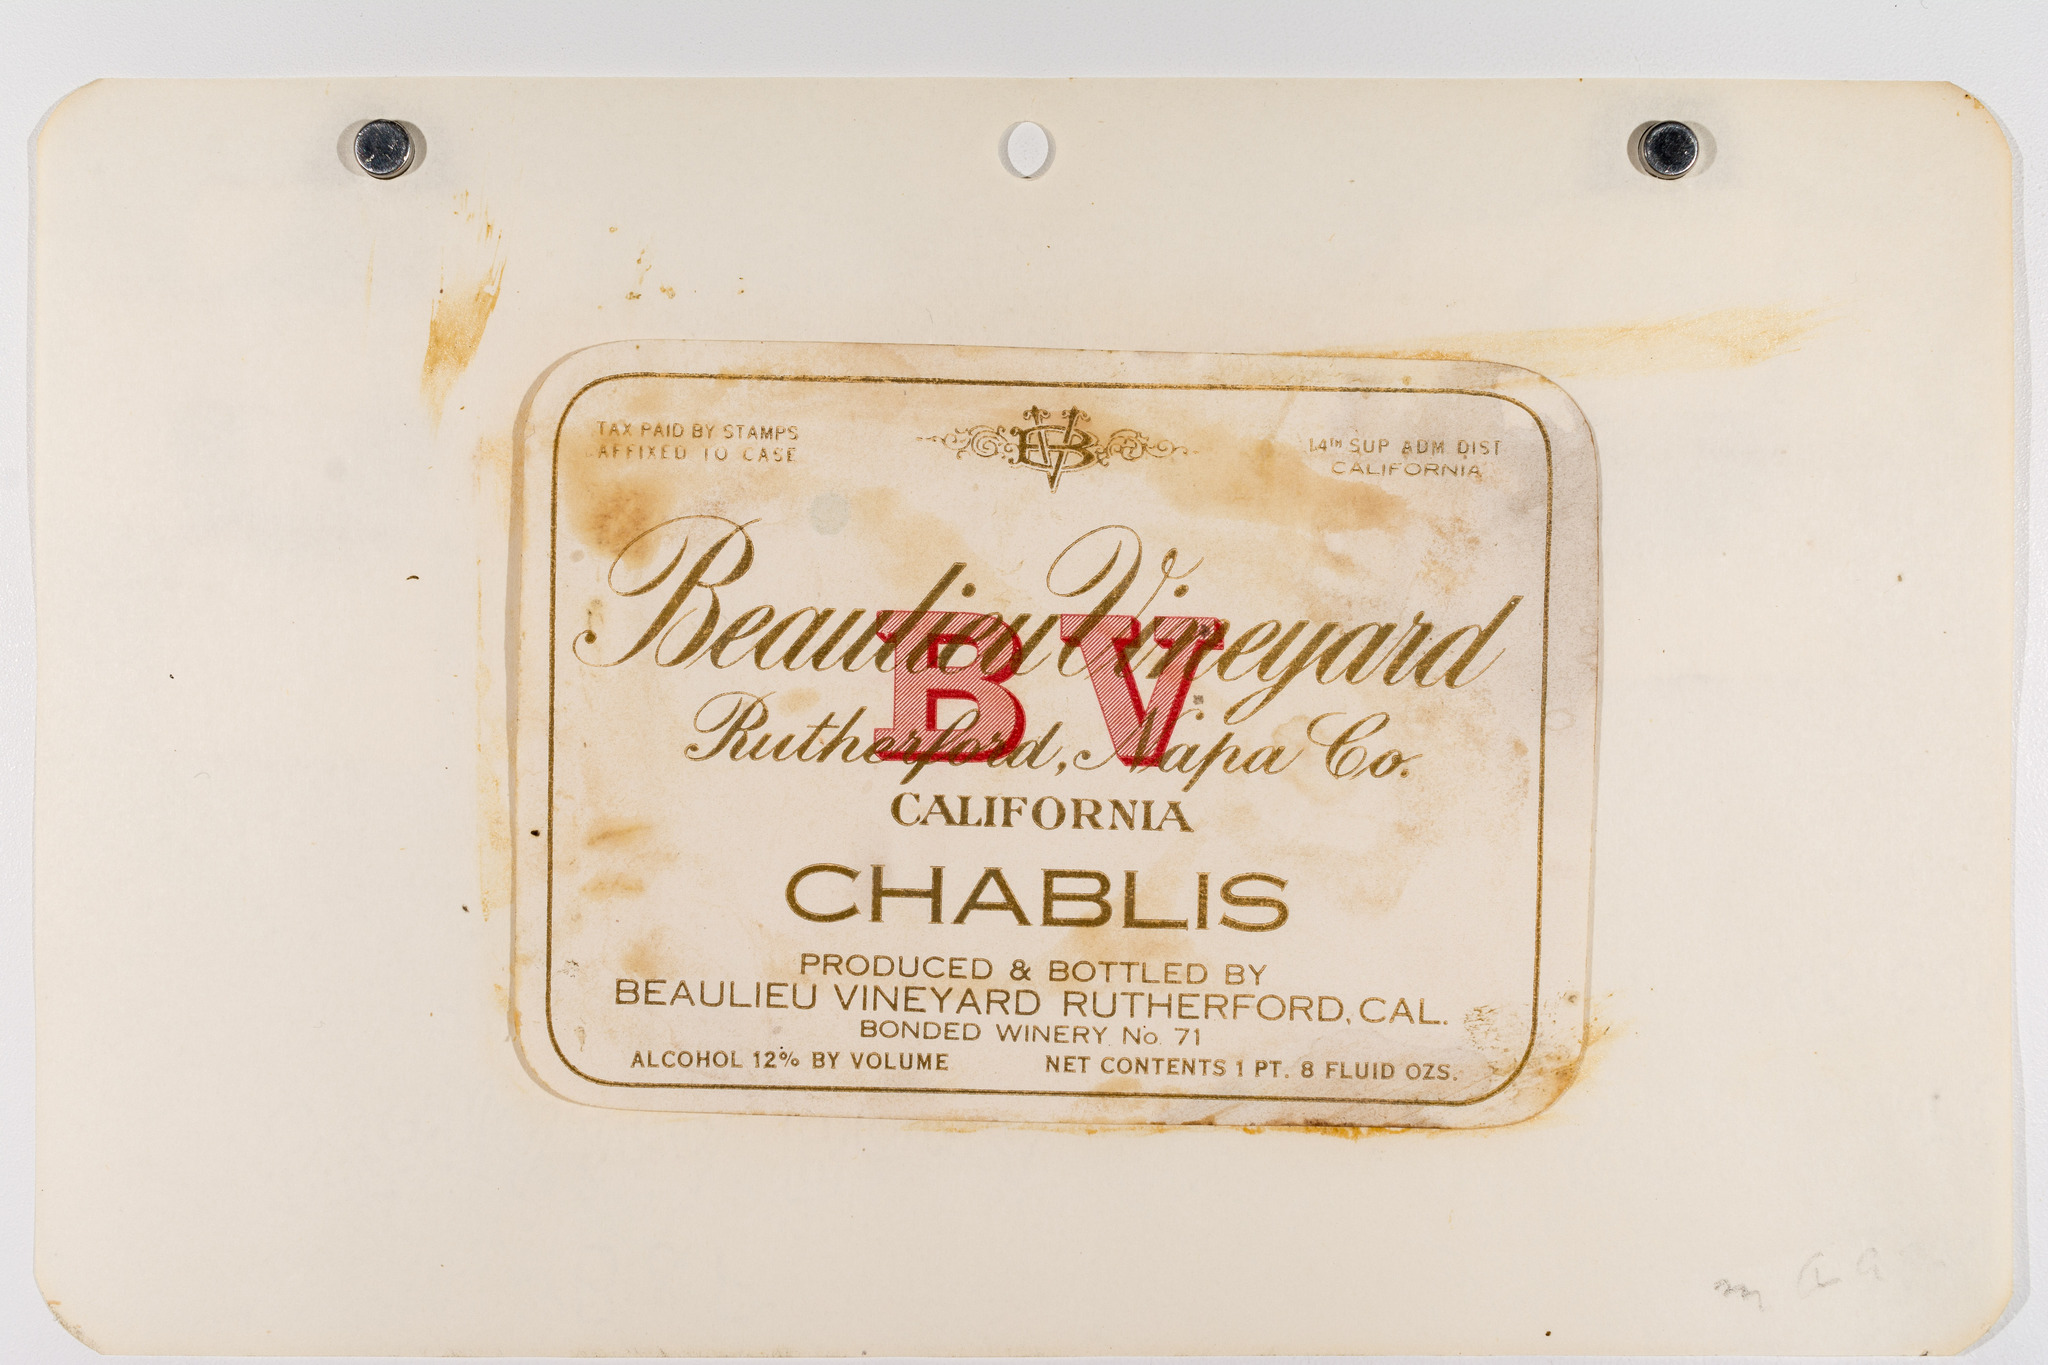 TAX PAID BY STAMPS
AFFIXED TO CASE
BV
14TH SUP ADM DIST
CALIFORNIA
Beaulieu Vineyard
BV
Rutherford, Napa Co.
CALIFORNIA
CHABLIS
PRODUCED & BOTTLED BY
BEAULIEU VINEYARD RUTHERFORD, CAL.
BONDED WINERY No. 71
ALCOHOL 12% BY VOLUME
NET CONTENTS 1 PT. 8 FLUID OZS.